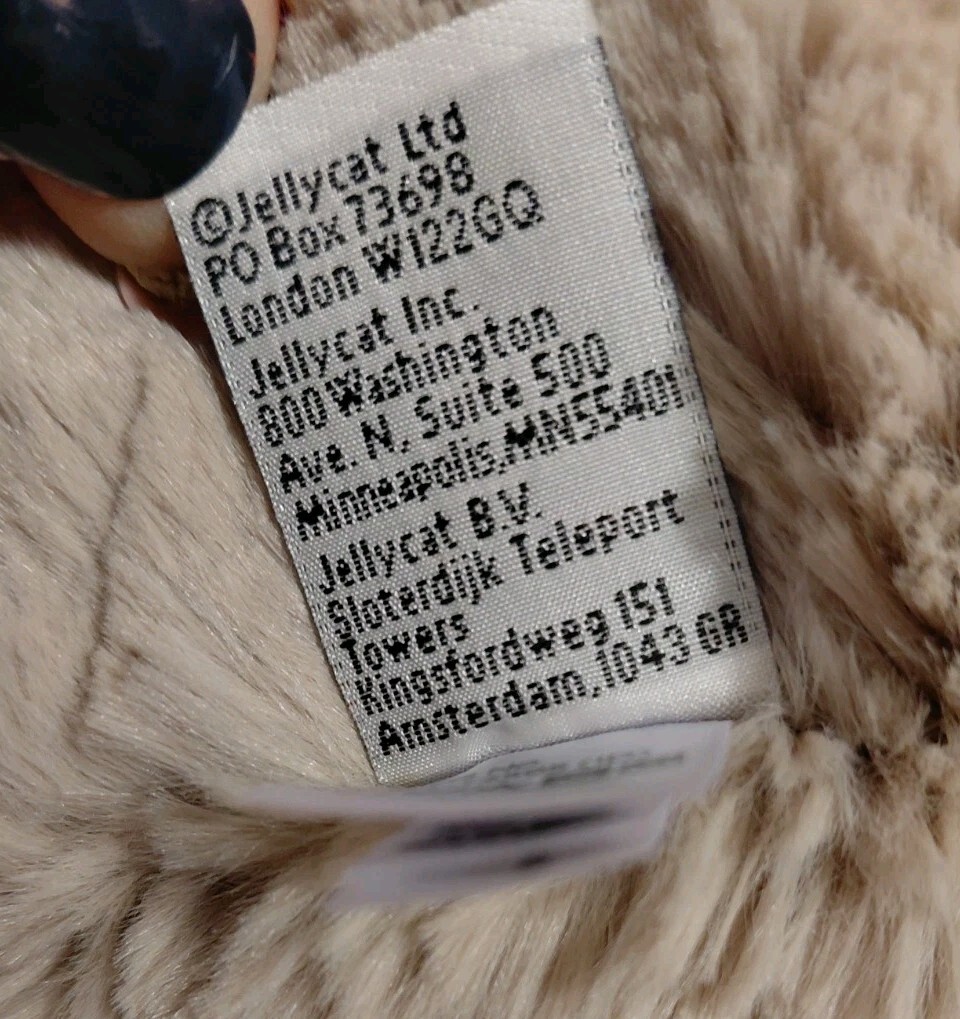 ©Jellycat Ltd
PO Box 73698
London W122GQ
Jellycat Inc.
800 Washington
Ave. N, Suite 500
Minneapolis,MN55401
Jellycat B.V.
Sloterdijk Teleport
Towers
Kingsfordweg 151
Amsterdam,1043 GR